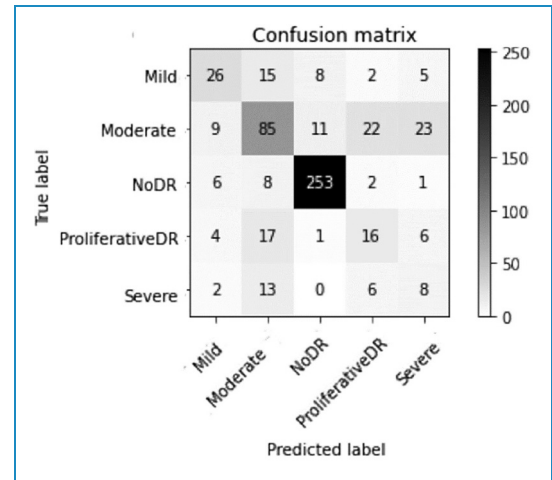 Confusion matrix
Mild 26 15 8 2 5
Moderate 9 85 11 22 23
NoDR 6 8 253 2 1
ProliferativeDR 4 17 1 16 6
Severe 2 13 0 6 8
True label
Mild Moderate NoDR ProliferativeDR Severe
Predicted label
250
200
150
100
50
0